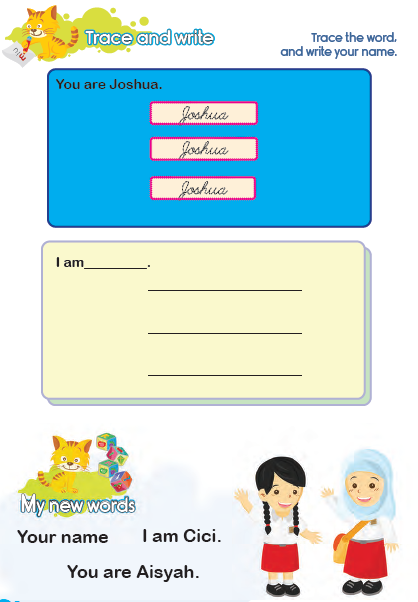 Trace and write
Trace the word,
and write your name.
You are Joshua.
Joshua
Joshua
Joshua
I am________.
My new words
Your name
I am Cici.
You are Aisyah.